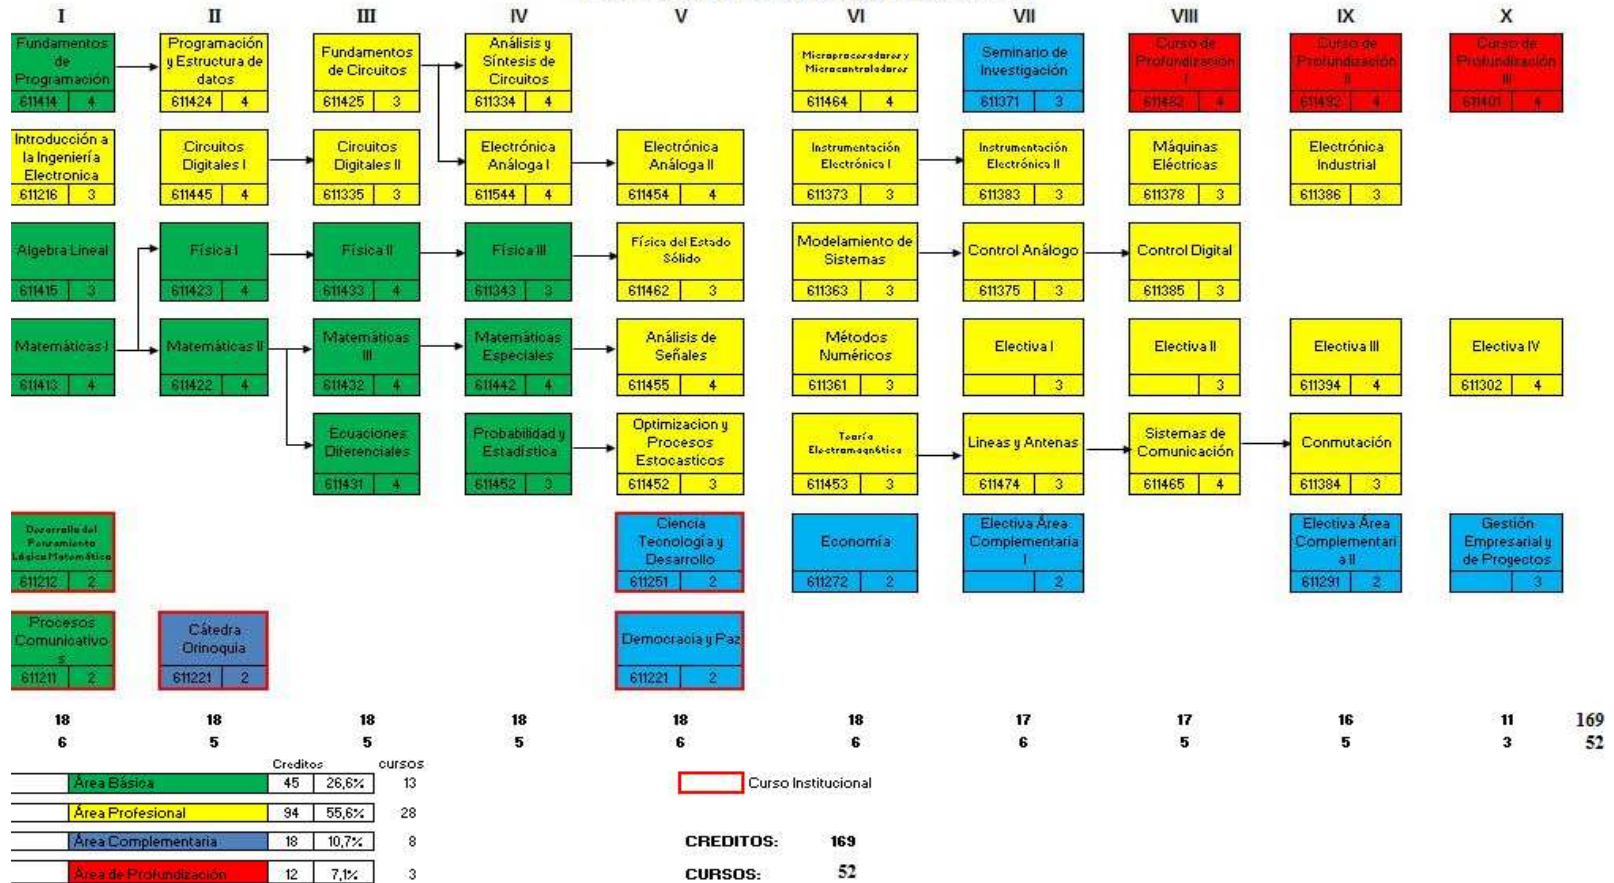 I II III IV V VI VII VIII IX X
Fundamentos
de
Programación
611414 4
Programación
y Estructura de
datos
611424 4
Fundamentos
de Circuitos
611425 3
Análisis y
Síntesis de
Circuitos
611334 4
Microprocesadores y
Microcontroladores
611464 4
Seminario de
Investigación
611371 3
Curso de
Profundización
I
611482 4
Curso de
Profundización
II
611492 4
Curso de
Profundización
III
611401 4
Introducción a
la Ingeniería
Electronica
611216 3
Circuitos
Digitales I
611445 4
Circuitos
Digitales II
611335 3
Electrónica
Análoga I
611544 4
Electrónica
Análoga II
611454 4
Instrumentación
Electrónica I
611373 3
Instrumentación
Electrónica II
611383 3
Máquinas
Eléctricas
611378 3
Electrónica
Industrial
611386 3
Algebra Lineal
611415 3
Física I
611423 4
Física II
611433 4
Física III
611343 3
Física del Estado
Sólido
611462 3
Modelamiento de
Sistemas
611363 3
Control Análogo
611375 3
Control Digital
611385 3
Matemáticas I
611413 4
Matemáticas II
611422 4
Matemáticas
III
611432 4
Matemáticas
Especiales
611442 4
Análisis de
Señales
611455 4
Métodos
Numéricos
611361 3
Electiva I
3
Electiva II
3
Electiva III
611394 4
Electiva IV
611302 4
Ecuaciones
Diferenciales
611431 4
Probabilidad y
Estadística
611452 3
Optimizacion y
Procesos
Estocasticos
611452 3
Teoría
Electromagnética
611453 3
Lineas y Antenas
611474 3
Sistemas de
Comunicación
611465 4
Conmutación
611384 3
Desarrollo del
Pensamiento
Lógico Matemático
611212 2
Ciencia
Tecnología y
Desarrollo
611251 2
Economía
611272 2
Electiva Área
Complementaria
I
2
Electiva Área
Complementari
a II
611291 2
Gestión
Empresarial y
de Proyectos
3
Procesos
Comunicativo
s
611211 2
Cátedra
Orinoquia
611221 2
Democracia y Paz
611221 2
18 18 18 18 18 18 17 17 16 11 169
6 5 5 5 6 6 6 5 5 3 52
Creditos cursos
Área Básica 45 26,6% 13
Área Profesional 94 55,6% 28
Área Complementaria 18 10,7% 8
Área de Profundización 12 7,1% 3
Curso Institucional
CREDITOS: 169
CURSOS: 52